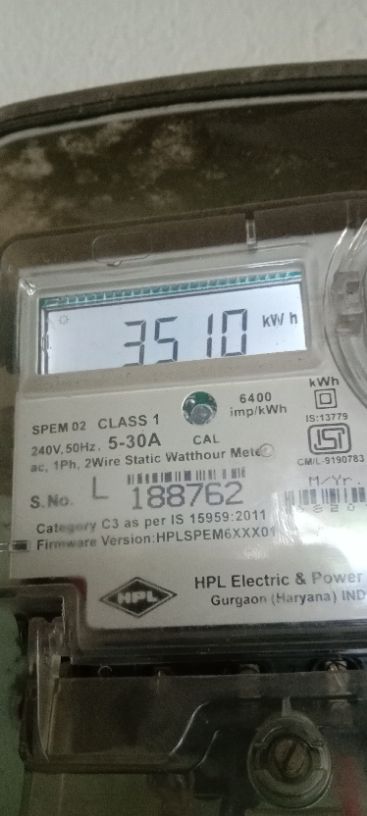 3510 kWh
kWh
6400
imp/kWh
IS:13779
SPEM 02 CLASS 1
240V,50Hz, 5-30A CAL
ac, 1Ph, 2Wire Static Watthour Meter
ISI
CM/L-9190783
M/Yr.
S.No. L 188762
Category C3 as per IS 15959:2011
Firmware Version:HPLSPEM6XXX01
HPL
HPL Electric & Power
Gurgaon (Haryana) IND